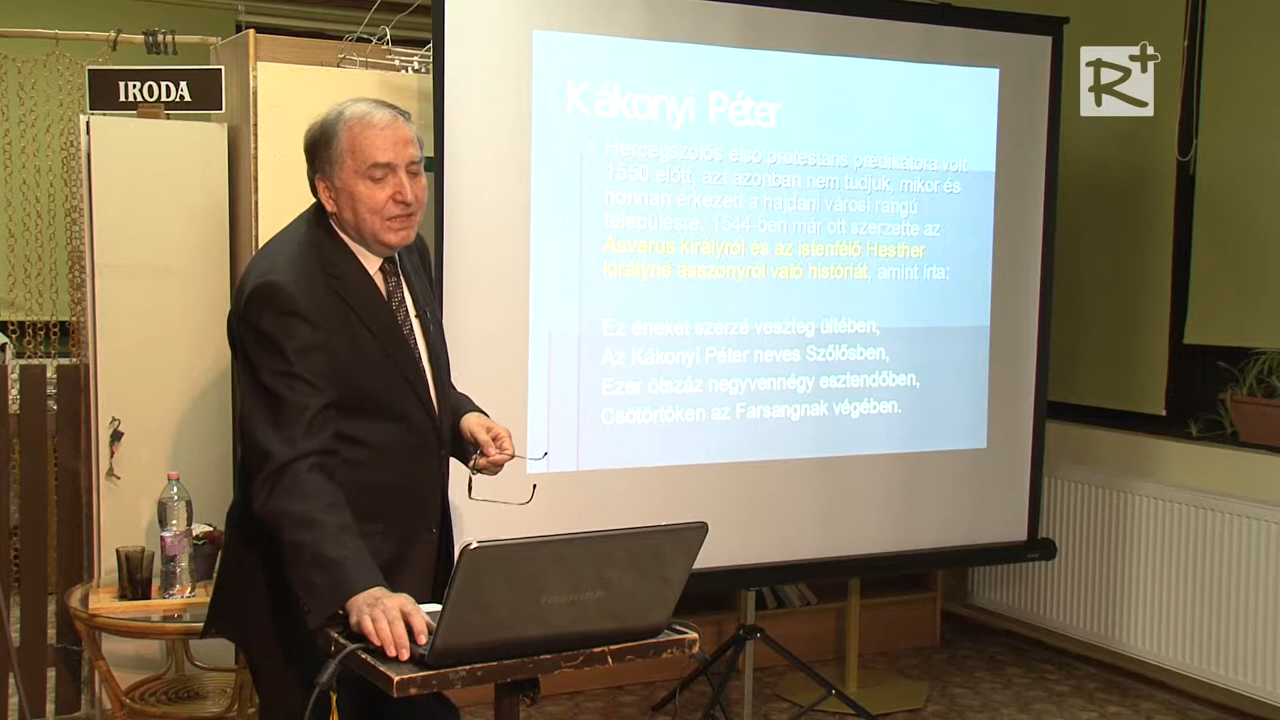 IRODA
R+
Kákonyi Péter
Hercegszőlős első protestáns prédikátora volt
1550 előtt, azt azonban nem tudjuk, mikor és
honnan érkezett a hajdani városi rangú
településre. 1544-ben már ott szerzette az
Asverus királyról és az istenfélő Hesther
királyné asszonyról való históriát, amint írta:
Ez éneket szerzé veszteg ültében,
Az Kákonyi Péter neves Szőlősben,
Ezer ötszáz negyvennégy esztendőben,
Csötörtöken az Farsangnak végében.
TOSHIBA